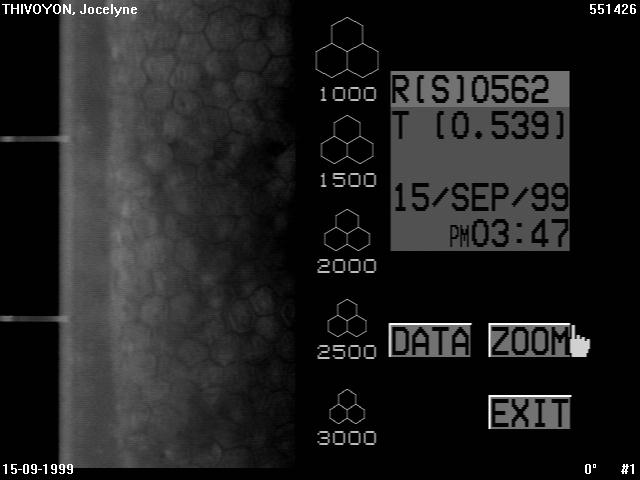 THIVOYON, Jocelyne
551426
1000
1500
2000
2500
3000
R[S]0562
T [0.539]
15/SEP/99
PM03:47
DATA
ZOOM
EXIT
15-09-1999
0° #1